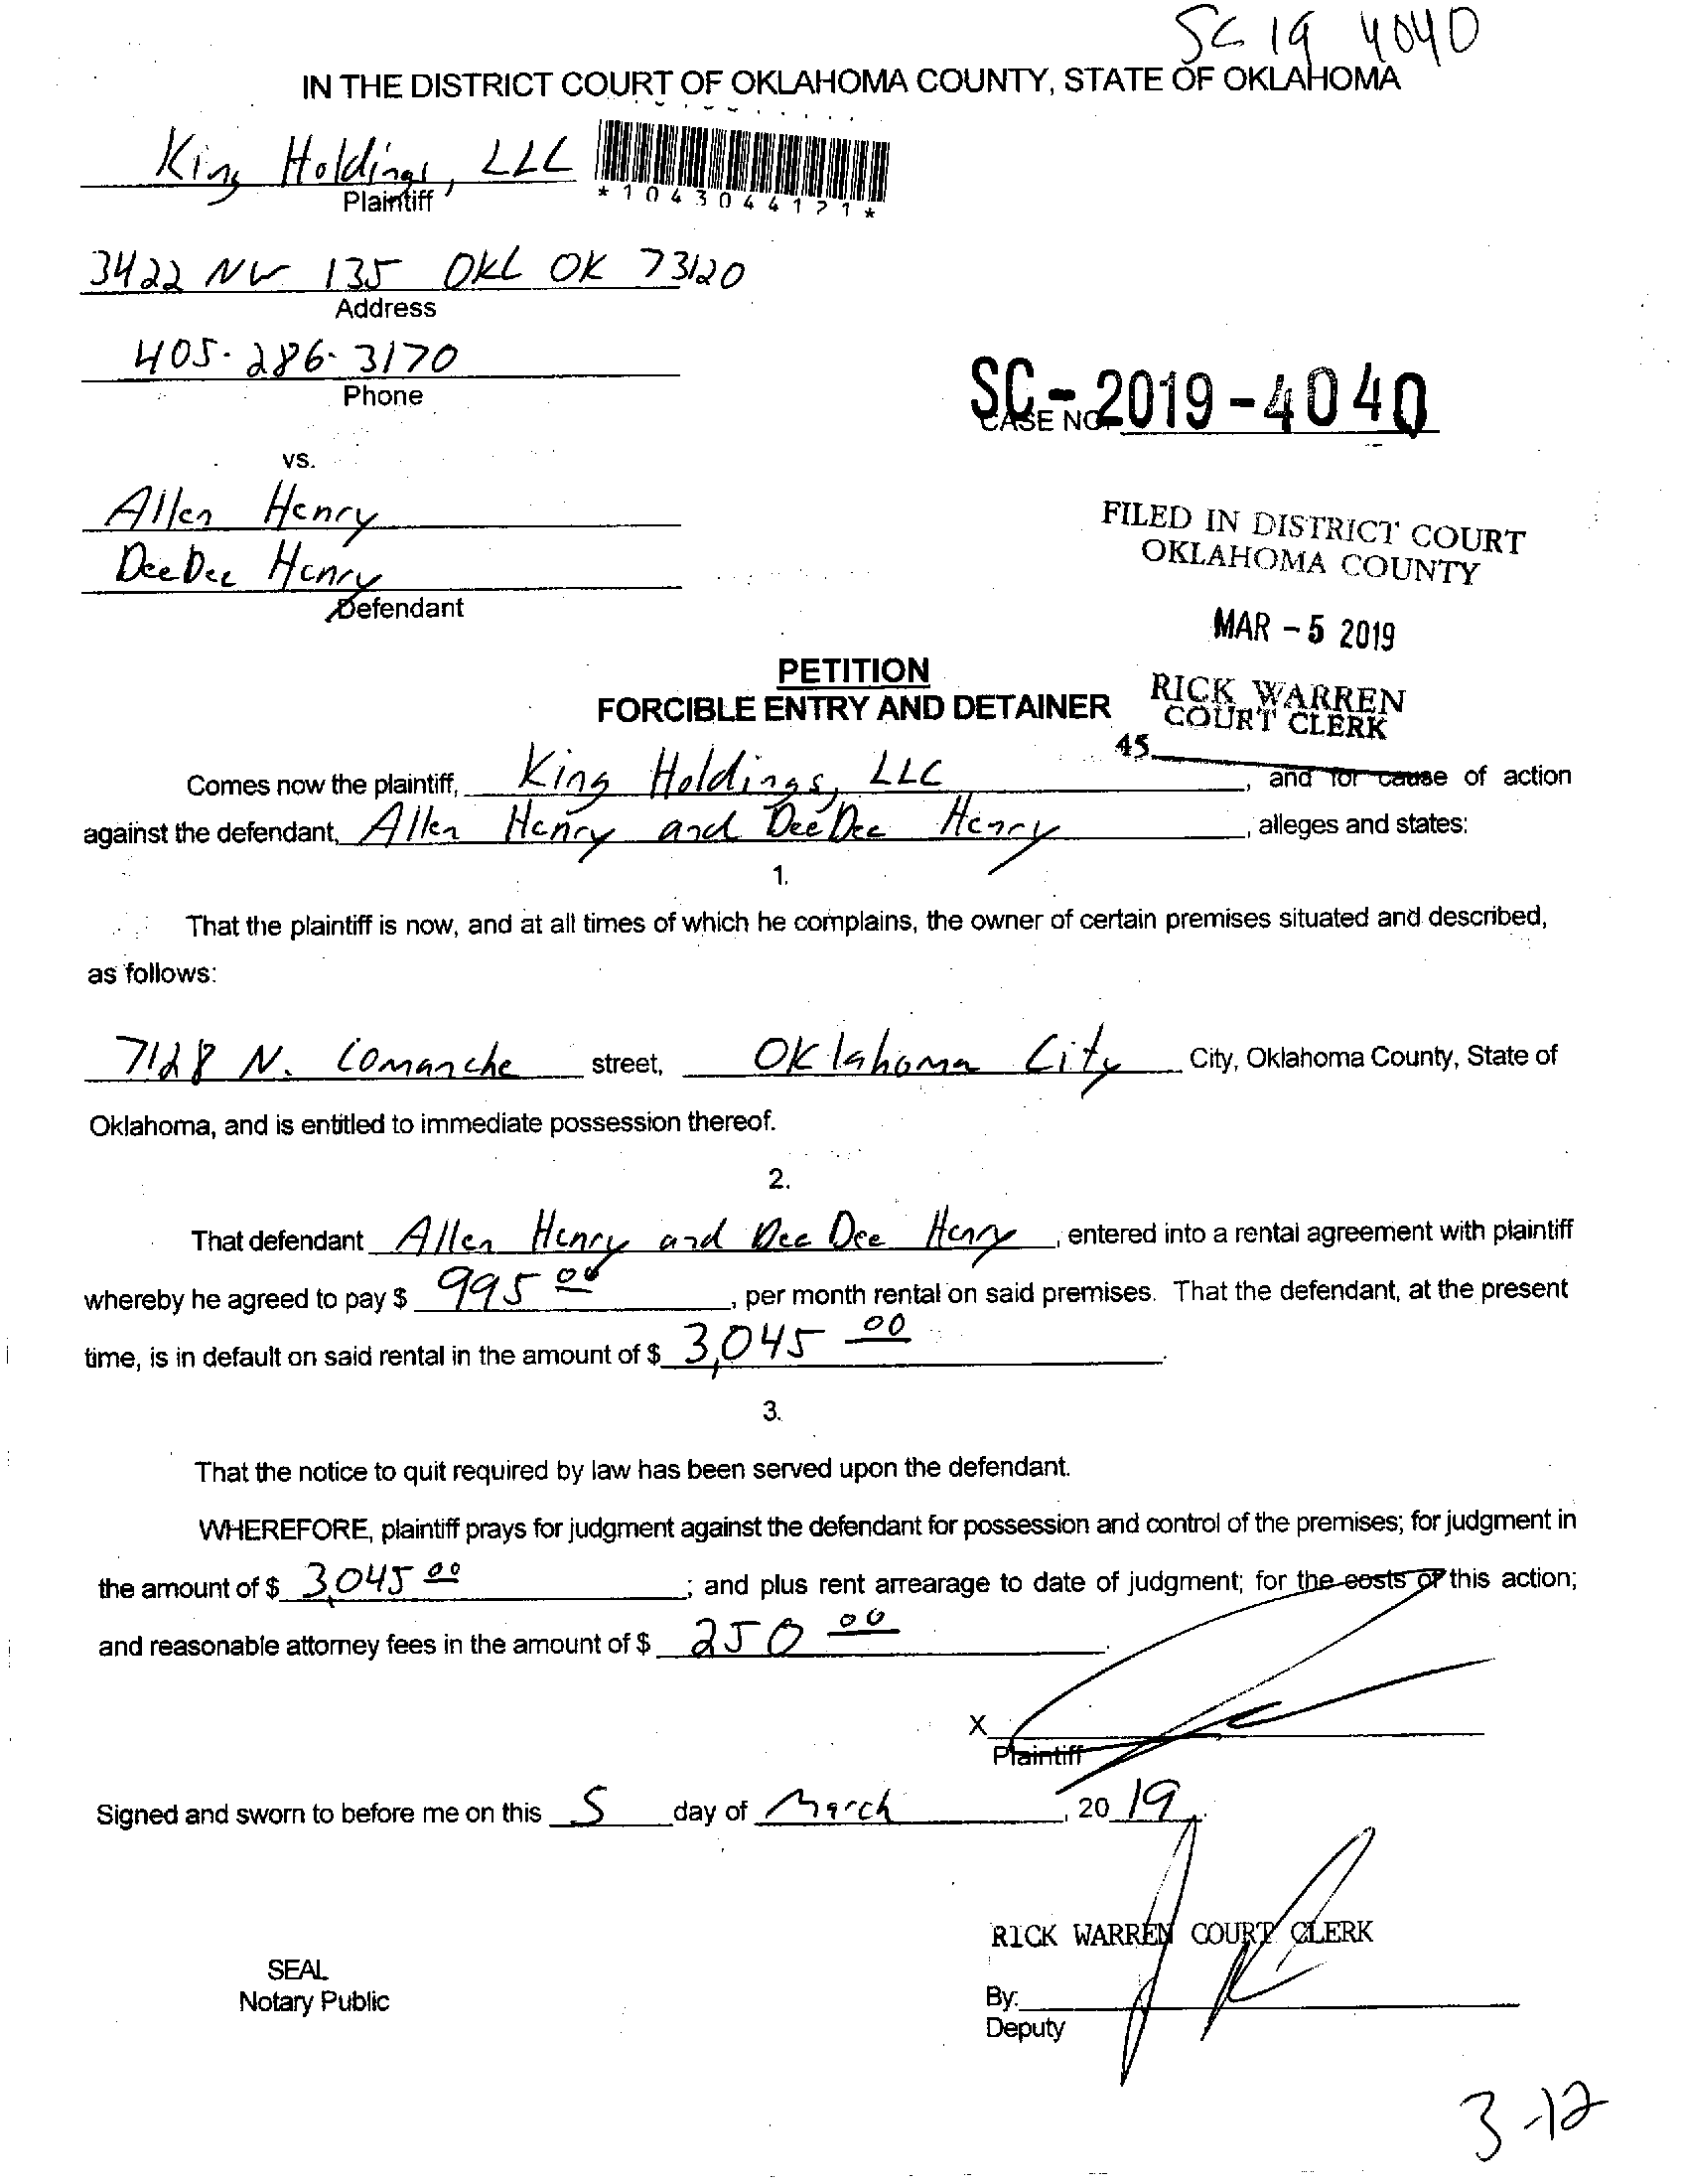 SC 19 4040
IN THE DISTRICT COURT OF OKLAHOMA COUNTY, STATE OF OKLAHOMA
King Holdings, LLC
Plaintiff
*1043044171*
3422 NW 135 OKC OK 73120
Address
405-286-3170
Phone
SC-2019-4040
CASE NO.
vs.
Allen Henry
DeeDee Henry
Defendant
FILED IN DISTRICT COURT
OKLAHOMA COUNTY
MAR - 5 2019
RICK WARREN
COURT CLERK
45
PETITION
FORCIBLE ENTRY AND DETAINER
Comes now the plaintiff, King Holdings, LLC, and for cause of action
against the defendant, Allen Henry and DeeDee Henry, alleges and states:
1.
That the plaintiff is now, and at all times of which he complains, the owner of certain premises situated and described,
as follows:
7128 N. Comanche street, Oklahoma City City, Oklahoma County, State of
Oklahoma, and is entitled to immediate possession thereof.
2.
That defendant Allen Henry and Dee Dee Henry, entered into a rental agreement with plaintiff
whereby he agreed to pay $ 995 00, per month rental on said premises. That the defendant, at the present
time, is in default on said rental in the amount of $ 3,045 00.
3.
That the notice to quit required by law has been served upon the defendant.
WHEREFORE, plaintiff prays for judgment against the defendant for possession and control of the premises; for judgment in
the amount of $ 3,045 00; and plus rent arrearage to date of judgment; for the costs of this action;
and reasonable attorney fees in the amount of $ 250 00.
X
Plaintiff
Signed and sworn to before me on this 5 day of March, 20 19.
RICK WARREN COURT CLERK
SEAL
Notary Public
By:
Deputy
3-12